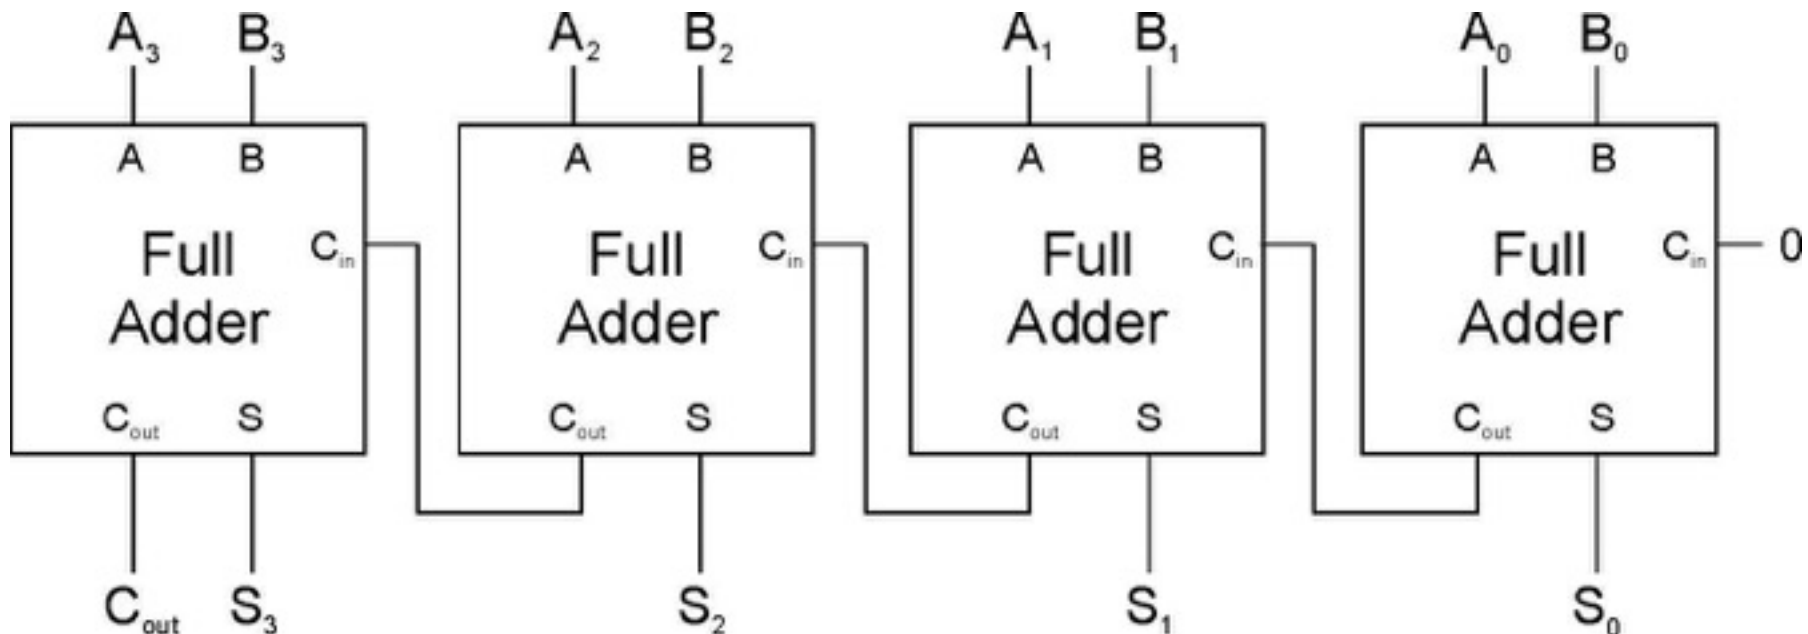 A₃ B₃ A₂ B₂ A₁ B₁ A₀ B₀
A B A B A B A B
Full Cin Full Cin Full Cin Full Cin 0
Adder Adder Adder Adder
Cout S Cout S Cout S Cout S
Cout S₃ S₂ S₁ S₀